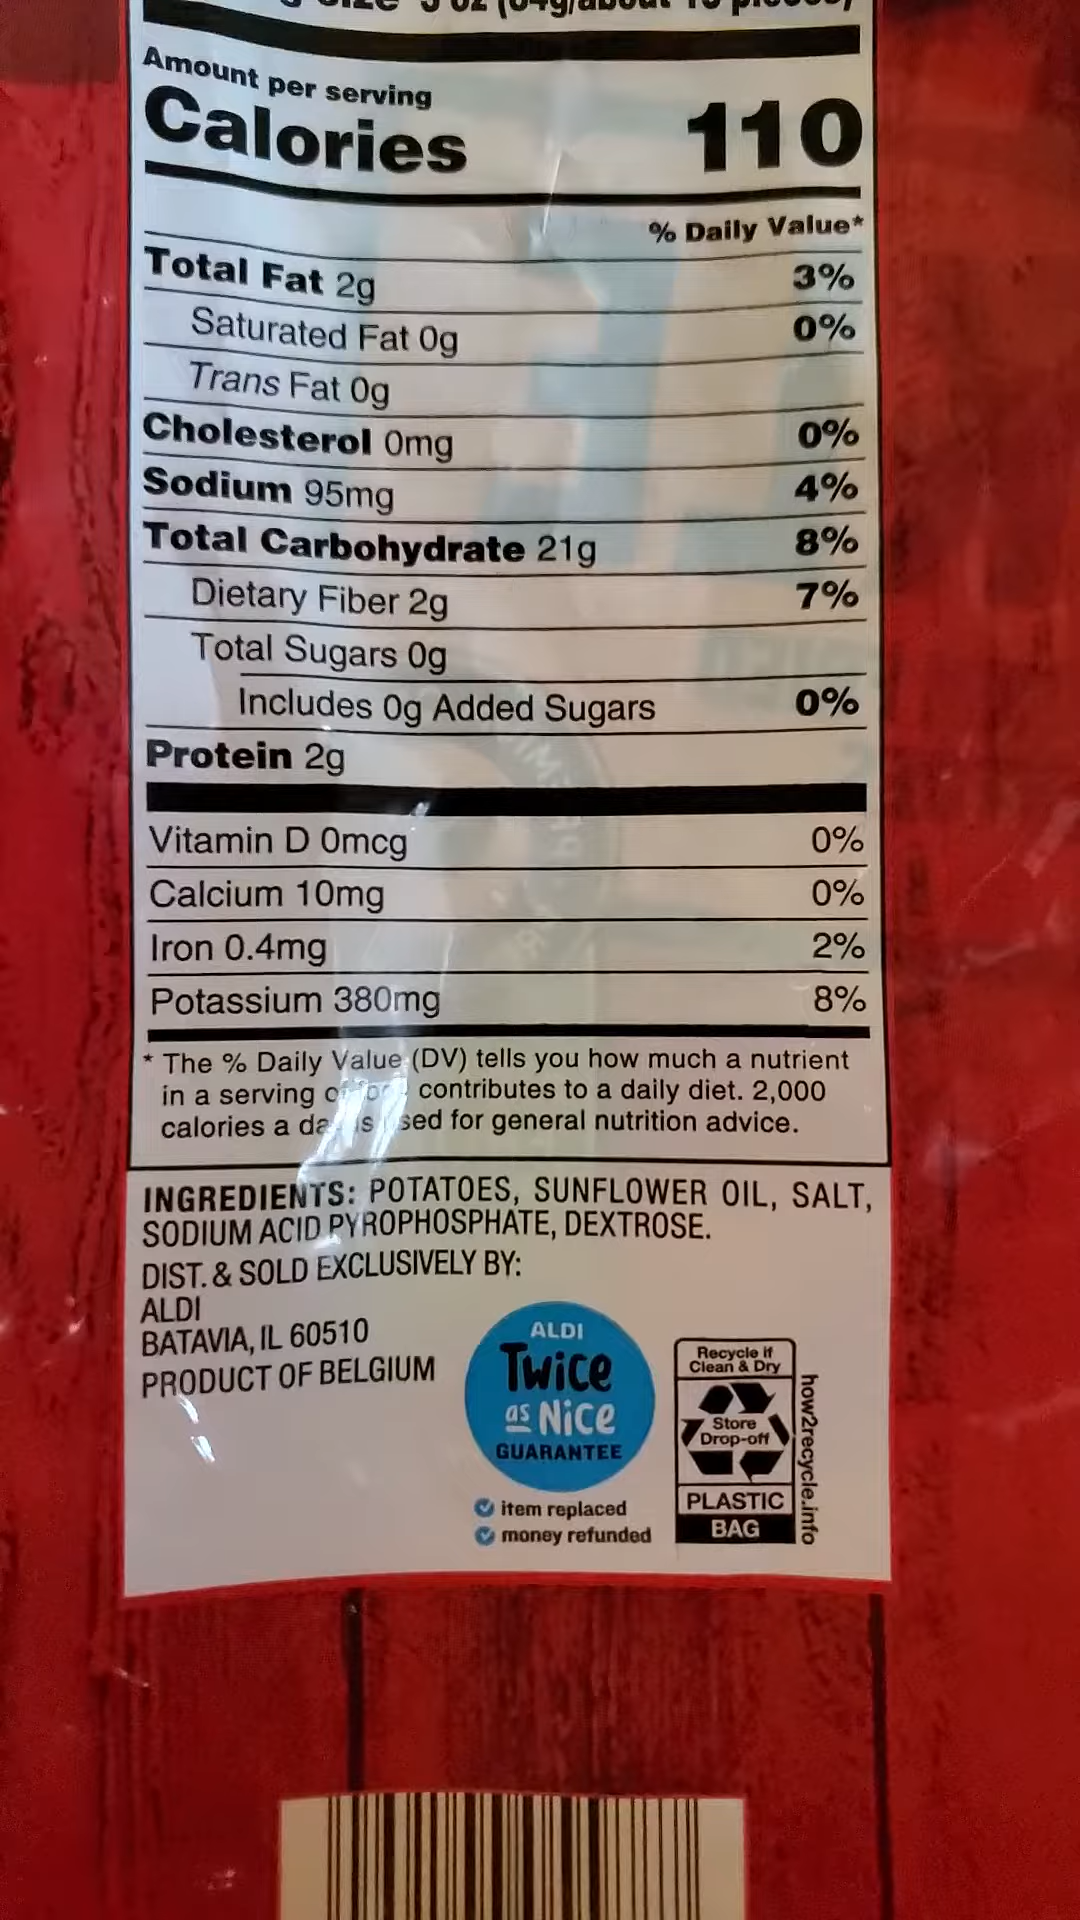 size 3 oz (84g/about
Amount per serving
Calories 110
% Daily Value*
Total Fat 2g 3%
Saturated Fat 0g 0%
Trans Fat 0g
Cholesterol 0mg 0%
Sodium 95mg 4%
Total Carbohydrate 21g 8%
Dietary Fiber 2g 7%
Total Sugars 0g
Includes 0g Added Sugars 0%
Protein 2g
Vitamin D 0mcg 0%
Calcium 10mg 0%
Iron 0.4mg 2%
Potassium 380mg 8%
* The % Daily Value (DV) tells you how much a nutrient
in a serving contributes to a daily diet. 2,000
calories a for general nutrition advice.
INGREDIENTS: POTATOES, SUNFLOWER OIL, SALT,
SODIUM ACID PYROPHOSPHATE, DEXTROSE.
DIST. & SOLD EXCLUSIVELY BY:
ALDI
BATAVIA, IL 60510
PRODUCT OF BELGIUM
ALDI
Twice
as Nice
GUARANTEE
item replaced
money refunded
Recycle if
Clean & Dry
Store
Drop-off
PLASTIC
BAG
how2recycle.info